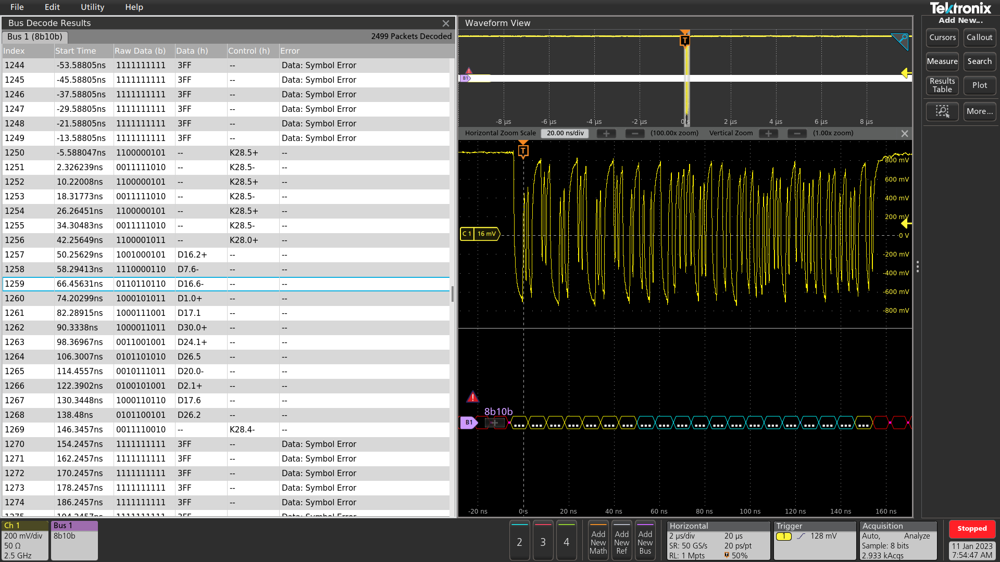 File Edit Utility Help
Tektronix
Bus Decode Results
Bus 1 (8b10b) 2499 Packets Decoded
Index Start Time Raw Data (b) Data (h) Control (h) Error
1244 -53.58805ns 1111111111 3FF -- Data: Symbol Error
1245 -45.58805ns 1111111111 3FF -- Data: Symbol Error
1246 -37.58805ns 1111111111 3FF -- Data: Symbol Error
1247 -29.58805ns 1111111111 3FF -- Data: Symbol Error
1248 -21.58805ns 1111111111 3FF -- Data: Symbol Error
1249 -13.58805ns 1111111111 3FF -- Data: Symbol Error
1250 -5.588047ns 1100000101 -- K28.5+ --
1251 2.326239ns 0011111010 -- K28.5- --
1252 10.22008ns 1100000101 -- K28.5+ --
1253 18.31773ns 0011111010 -- K28.5- --
1254 26.26451ns 1100000101 -- K28.5+ --
1255 34.30483ns 0011111010 -- K28.5- --
1256 42.25649ns 1100001011 -- K28.0+ --
1257 50.25629ns 1001000101 D16.2+ -- --
1258 58.29413ns 1110000110 D7.6- -- --
1259 66.45631ns 0110110110 D16.6- -- --
1260 74.20299ns 1000101011 D1.0+ -- --
1261 82.28915ns 1000111001 D17.1 -- --
1262 90.3338ns 1000011011 D30.0+ -- --
1263 98.36967ns 0011001001 D24.1+ -- --
1264 106.3007ns 0101101010 D26.5 -- --
1265 114.4557ns 0010111011 D20.0- -- --
1266 122.3902ns 0100101001 D2.1+ -- --
1267 130.3448ns 1000110110 D17.6 -- --
1268 138.48ns 0101100101 D26.2 -- --
1269 146.3457ns 0011110010 -- K28.4- --
1270 154.2457ns 1111111111 3FF -- Data: Symbol Error
1271 162.2457ns 1111111111 3FF -- Data: Symbol Error
1272 170.2457ns 1111111111 3FF -- Data: Symbol Error
1273 178.2457ns 1111111111 3FF -- Data: Symbol Error
1274 186.2457ns 1111111111 3FF -- Data: Symbol Error
Waveform View
T
B1
-8 µs -6 µs -4 µs -2 µs 0 s 2 µs 4 µs 6 µs 8 µs
Horizontal Zoom Scale 20.00 ns/div + − (100.00x zoom) Vertical Zoom + − (1.00x zoom)
T
800 mV
600 mV
400 mV
200 mV
C 1 16 mV
0 V
-200 mV
-400 mV
-600 mV
-800 mV
8b10b
B1 + ... ... ... ... ... ... ... ... ... ... ... ... ... ... ... ... ... ... ... ...
-20 ns 0 s 20 ns 40 ns 60 ns 80 ns 100 ns 120 ns 140 ns 160 ns
Add New...
Cursors Callout
Measure Search
Results Table Plot
More...
Ch 1
200 mV/div
50 Ω
2.5 GHz
Bus 1
8b10b
2 3 4
Add New Math
Add New Ref
Add New Bus
Horizontal
2 µs/div 20 µs
SR: 50 GS/s 20 ps/pt
RL: 1 Mpts T 50%
Trigger
1 128 mV
Acquisition
Auto, Analyze
Sample: 8 bits
2.933 kAcqs
Stopped
11 Jan 2023
7:54:47 AM